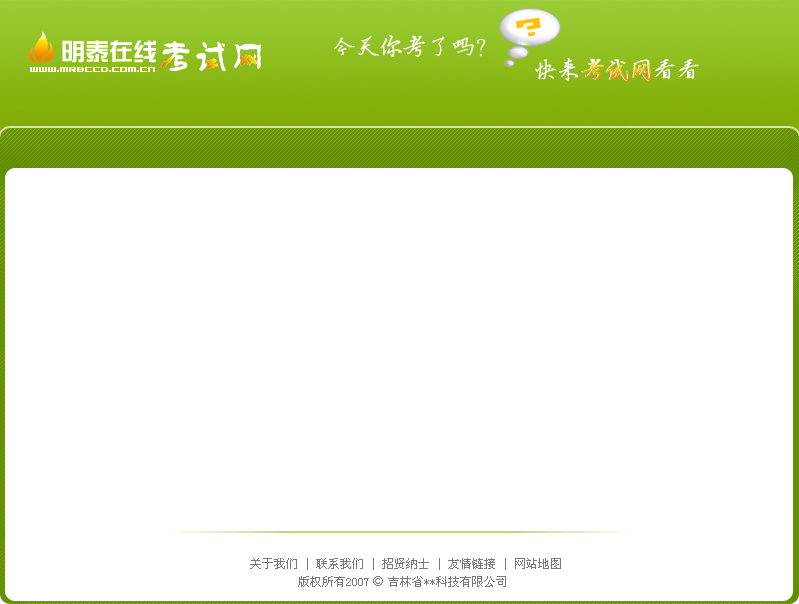 明泰在线考试网
www.mrbccd.com.cn
今天你考了吗？
?
快来考试网看看
关于我们 | 联系我们 | 招贤纳士 | 友情链接 | 网站地图
版权所有2007 © 吉林省**科技有限公司